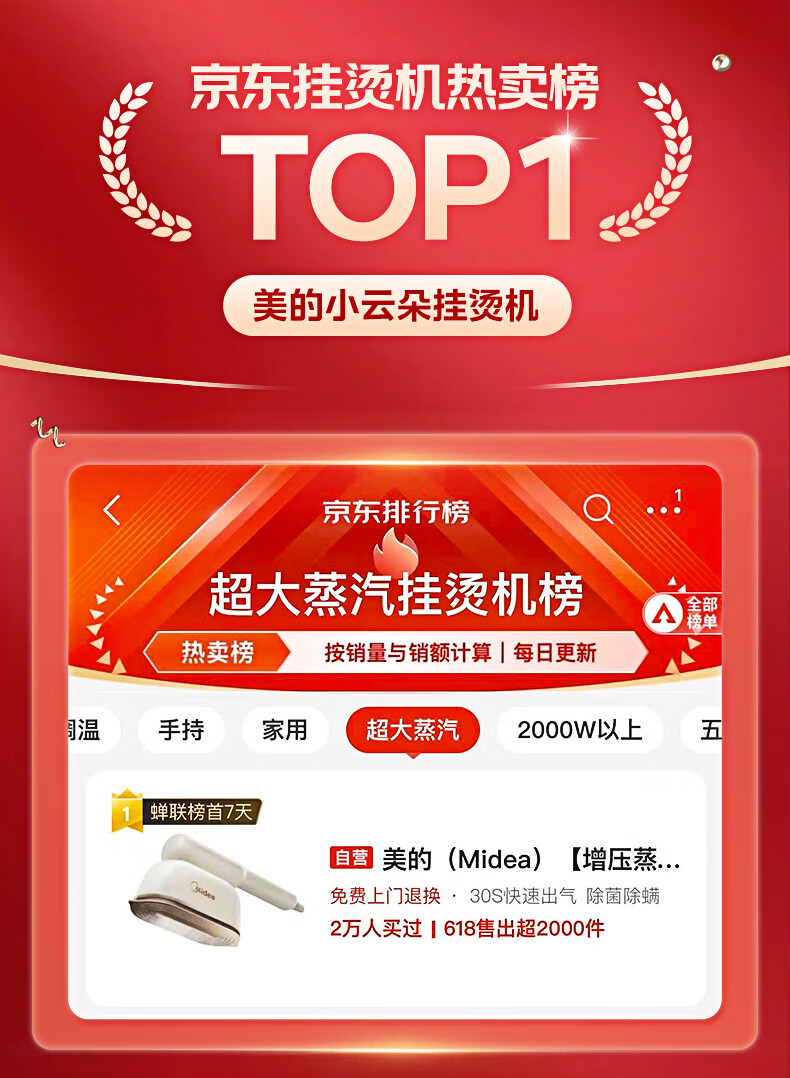 京东挂烫机热卖榜
TOP1
美的小云朵挂烫机
1
京东排行榜
超大蒸汽挂烫机榜
全部
榜单
热卖榜 按销量与销额计算 | 每日更新
调温 手持 家用 超大蒸汽 2000W以上 五
1 蝉联榜首7天
Midea
自营 美的（Midea）【增压蒸...
免费上门退换 · 30S快速出气 除菌除螨
2万人买过 | 618售出超2000件